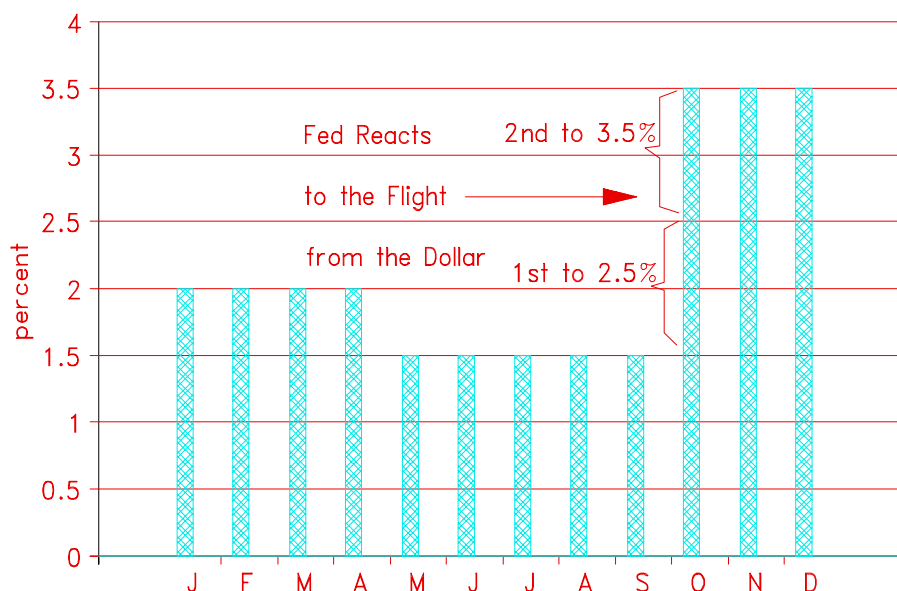 4
3.5
3
2.5
2
1.5
1
0.5
0
percent
Fed Reacts
to the Flight
from the Dollar
2nd to 3.5%
1st to 2.5%
J F M A M J J A S O N D